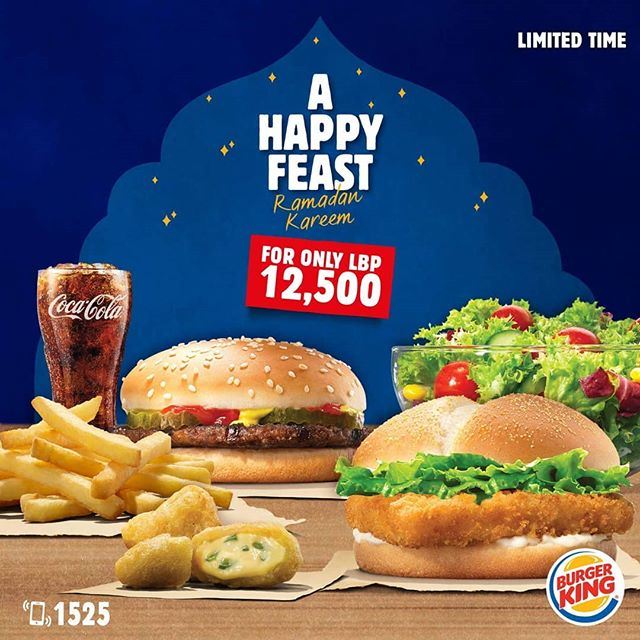 LIMITED TIME
A
HAPPY
FEAST
Ramadan
Kareem
FOR ONLY LBP
12,500
Coca-Cola
BURGER
KING
1525